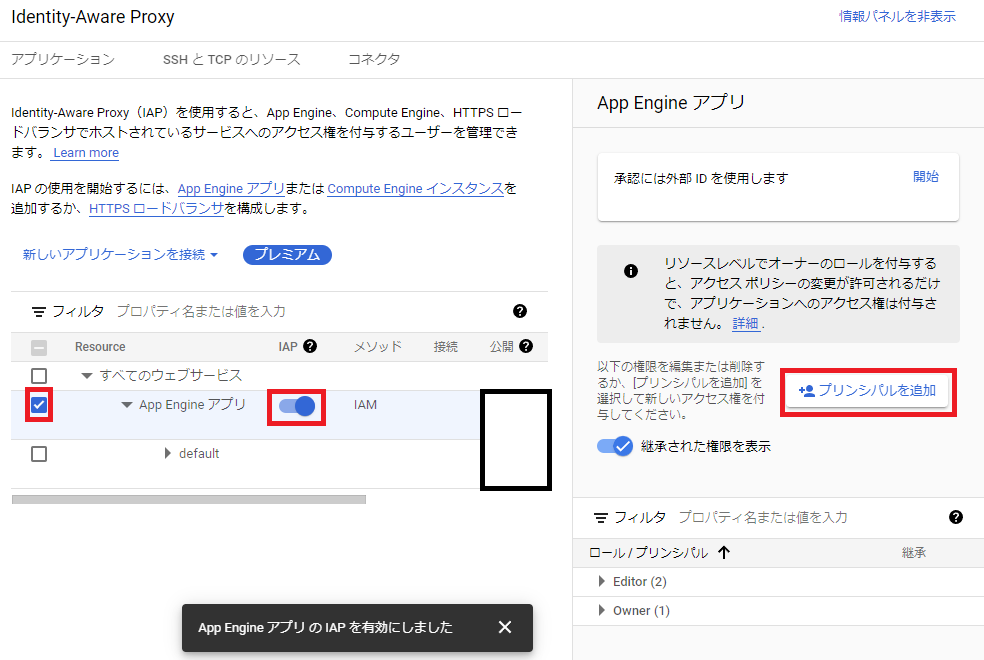 Identity-Aware Proxy
情報パネルを非表示
アプリケーション
SSH と TCP のリソース
コネクタ
Identity-Aware Proxy（IAP）を使用すると、App Engine、Compute Engine、HTTPS ロー
ドバランサでホストされているサービスへのアクセス権を付与するユーザーを管理でき
ます。 Learn more
IAP の使用を開始するには、App Engine アプリまたは Compute Engine インスタンスを
追加するか、HTTPS ロードバランサを構成します。
新しいアプリケーションを接続
プレミアム
フィルタ プロパティ名または値を入力
Resource IAP メソッド 接続 公開
すべてのウェブサービス
App Engine アプリ IAM
default
App Engine アプリ の IAP を有効にしました
App Engine アプリ
承認には外部 ID を使用します 開始
リソースレベルでオーナーのロールを付与する
と、アクセス ポリシーの変更が許可されるだけ
で、アプリケーションへのアクセス権は付与さ
れません。 詳細 .
以下の権限を編集または削除す
るか、[プリンシパルを追加] を
選択して新しいアクセス権を付
与してください。
プリンシパルを追加
継承された権限を表示
フィルタ プロパティ名または値を入力
ロール / プリンシパル 継承
Editor (2)
Owner (1)